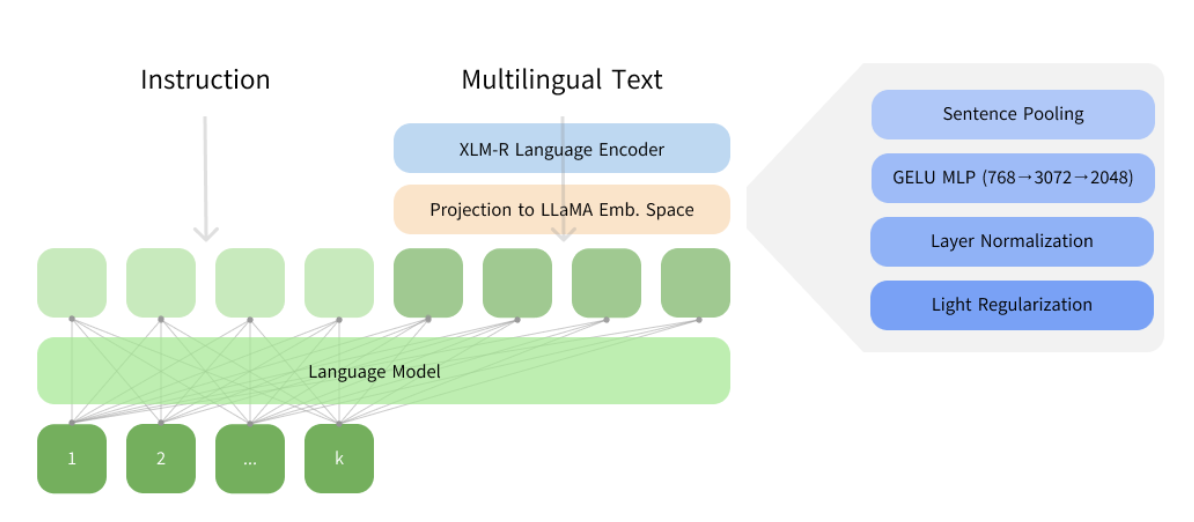 Instruction
Multilingual Text
XLM-R Language Encoder
Projection to LLaMA Emb. Space
Language Model
1
2
...
k
Sentence Pooling
GELU MLP (768→3072→2048)
Layer Normalization
Light Regularization